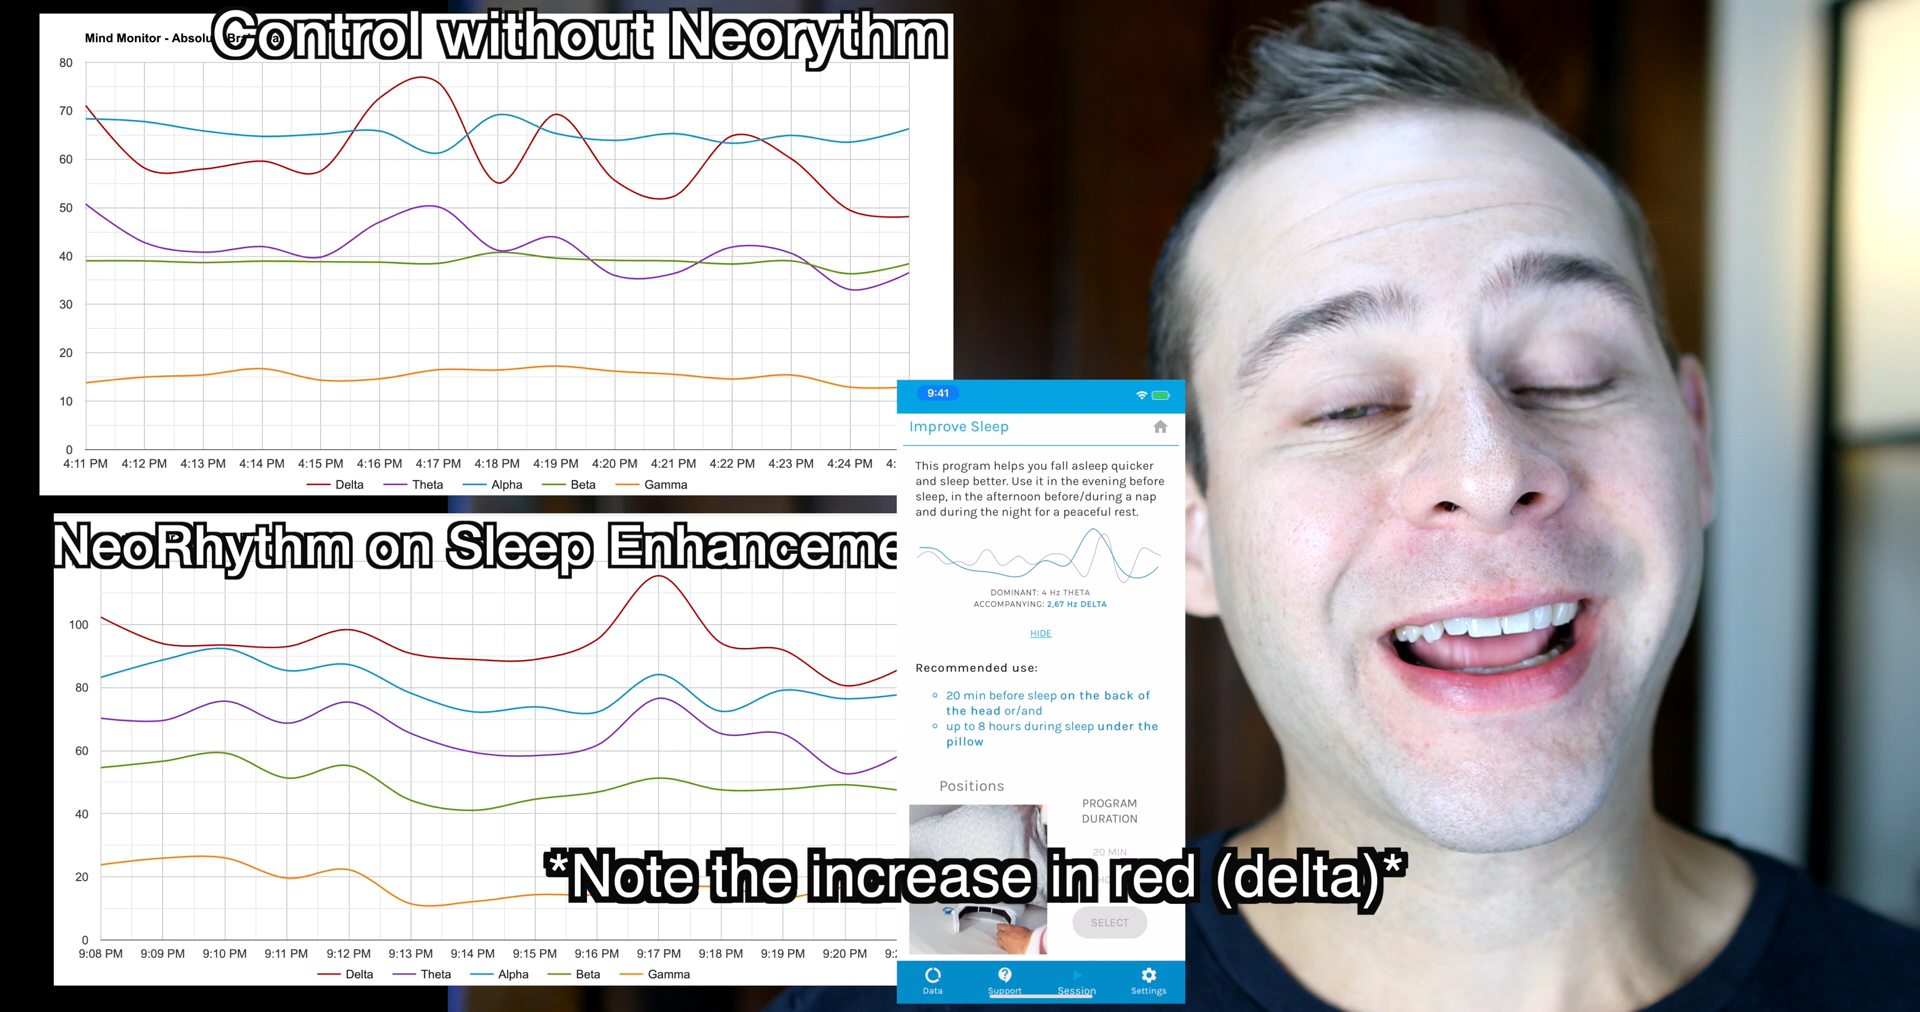 Control without Neorythm
Mind Monitor - Absolu
80
70
60
50
40
30
20
10
0
4:11 PM 4:12 PM 4:13 PM 4:14 PM 4:15 PM 4:16 PM 4:17 PM 4:18 PM 4:19 PM 4:20 PM 4:21 PM 4:22 PM 4:23 PM 4:24 PM 4:
Delta Theta Alpha Beta Gamma
NeoRhythm on Sleep Enhanceme
100
80
60
40
20
0
9:08 PM 9:09 PM 9:10 PM 9:11 PM 9:12 PM 9:13 PM 9:14 PM 9:15 PM 9:16 PM 9:17 PM 9:18 PM 9:19 PM 9:20 PM 9:2
Delta Theta Alpha Beta Gamma
9:41
Improve Sleep
This program helps you fall asleep quicker
and sleep better. Use it in the evening before
sleep, in the afternoon before/during a nap
and during the night for a peaceful rest.
DOMINANT: 4 Hz THETA
ACCOMPANYING: 2,67 Hz DELTA
HIDE
Recommended use:
20 min before sleep on the back of
the head or/and
up to 8 hours during sleep under the
pillow
Positions
PROGRAM
DURATION
20 MIN
*Note the increase in red (delta)*
SELECT
Data Support Session Settings